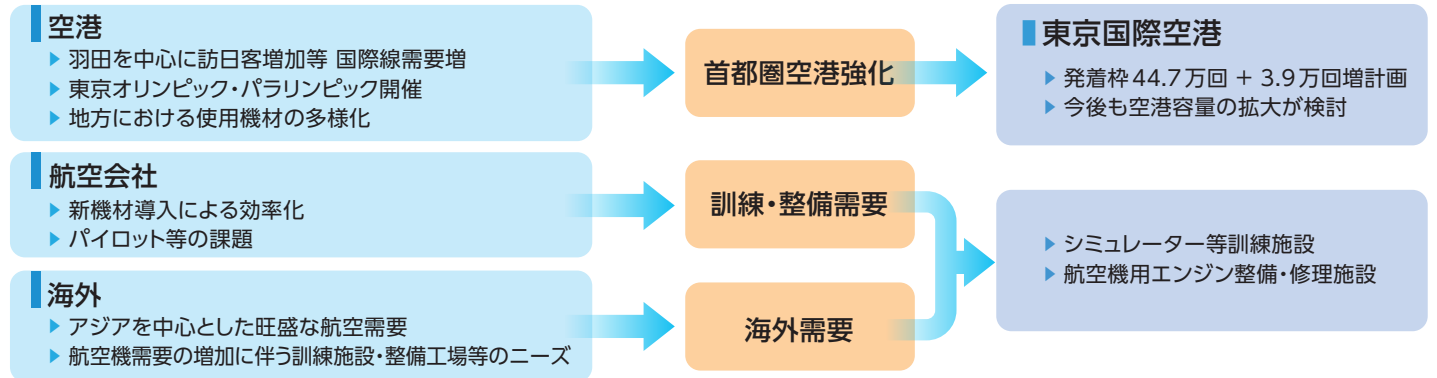 空港
▶ 羽田を中心に訪日客増加等 国際線需要増
▶ 東京オリンピック・パラリンピック開催
▶ 地方における使用機材の多様化
首都圏空港強化
東京国際空港
▶ 発着枠44.7万回 + 3.9万回増計画
▶ 今後も空港容量の拡大が検討
航空会社
▶ 新機材導入による効率化
▶ パイロット等の課題
訓練・整備需要
海外
▶ アジアを中心とした旺盛な航空需要
▶ 航空機需要の増加に伴う訓練施設・整備工場等のニーズ
海外需要
▶ シミュレーター等訓練施設
▶ 航空機用エンジン整備・修理施設